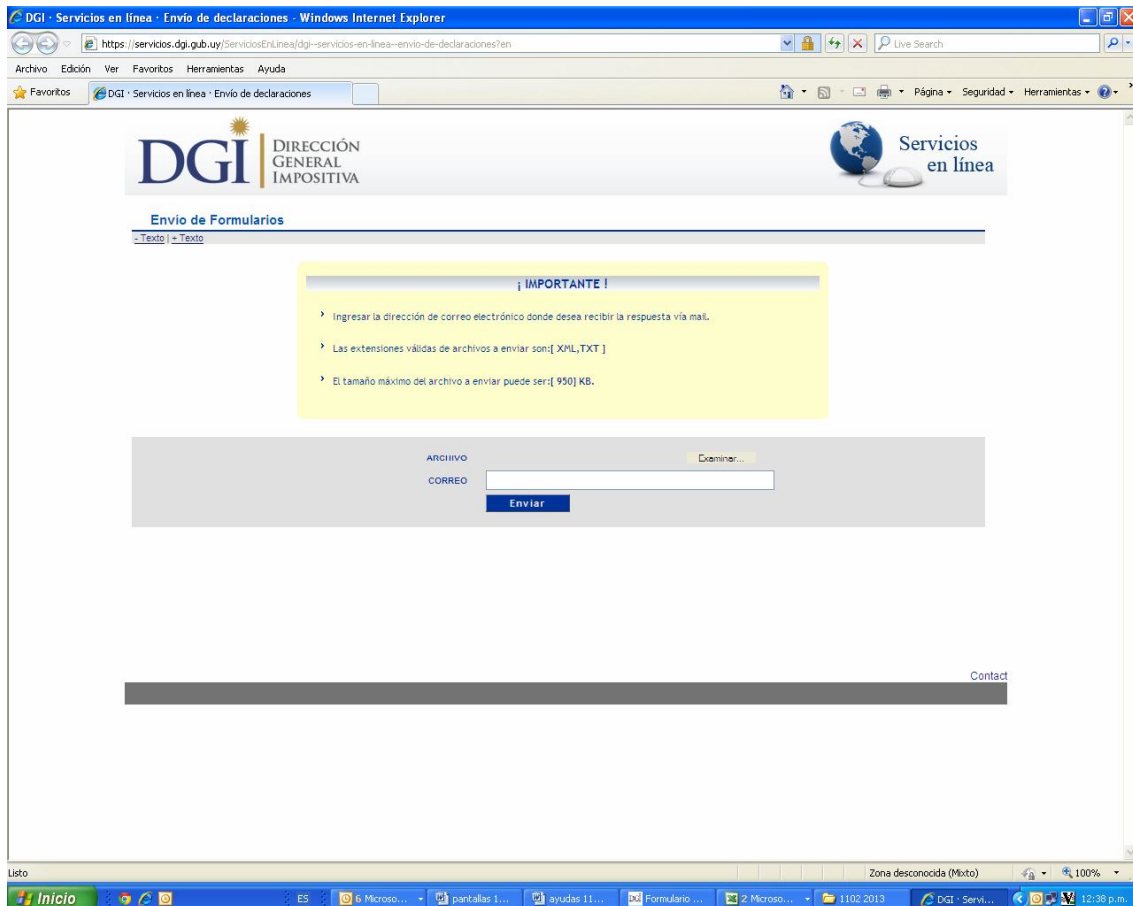 DGI · Servicios en línea · Envío de declaraciones - Windows Internet Explorer
https://servicios.dgi.gub.uy/ServiciosEnLinea/dgi--servicios-en-linea--envio-de-declaraciones?en
Live Search
Archivo Edición Ver Favoritos Herramientas Ayuda
Favoritos DGI · Servicios en línea · Envío de declaraciones Página Seguridad Herramientas
DGI DIRECCIÓN GENERAL IMPOSITIVA
Servicios en línea
Envio de Formularios
- Texto | + Texto
¡ IMPORTANTE !
Ingresar la dirección de correo electrónico donde desea recibir la respuesta vía mail.
Las extensiones válidas de archivos a enviar son:[ XML,TXT ]
El tamaño máximo del archivo a enviar puede ser:[ 950] KB.
ARCHIVO Examinar...
CORREO
Enviar
Contact
Listo Zona desconocida (Mixto) 100%
Inicio ES 6 Microso... pantallas 1... ayudas 11... Formulario ... 2 Microso... 1102 2013 DGI · Servi... 12:38 p.m.